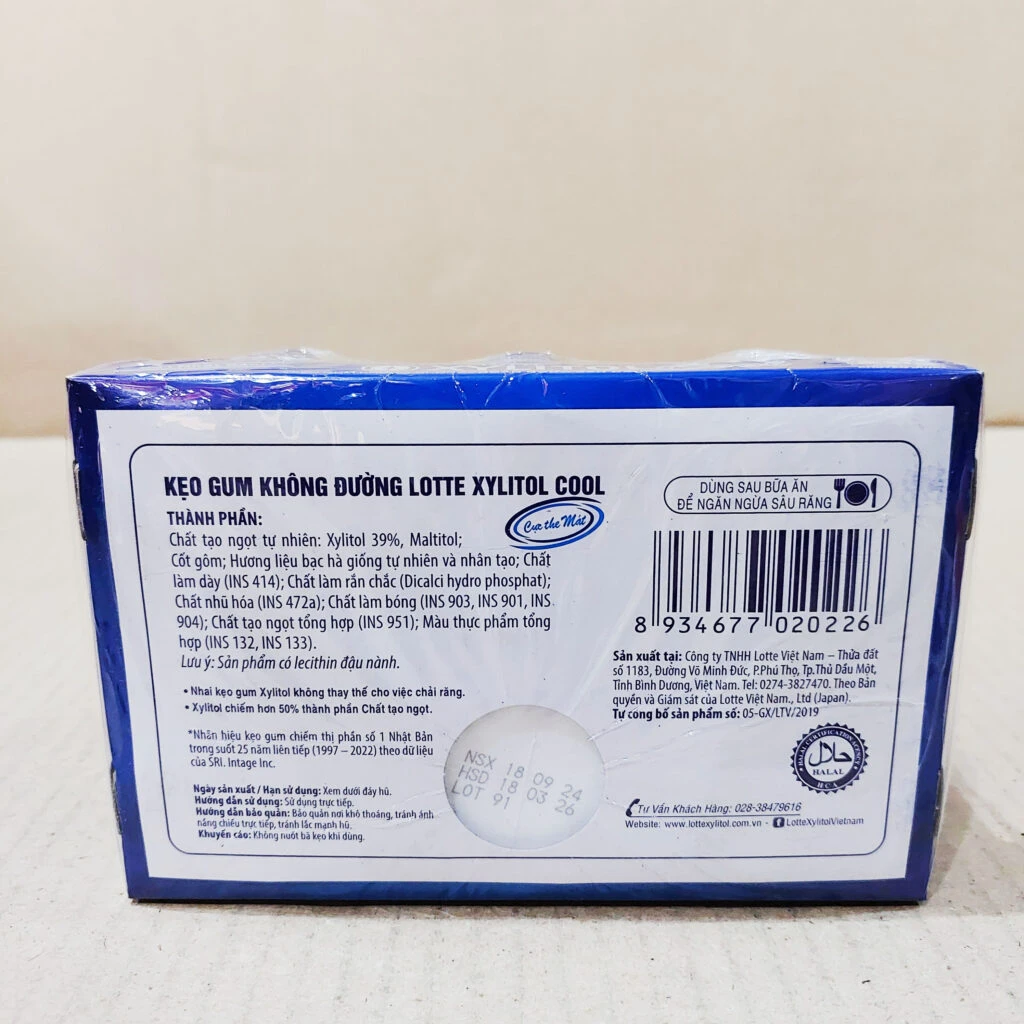 KẸO GUM KHÔNG ĐƯỜNG LOTTE XYLITOL COOL
Cực the Mát
THÀNH PHẦN:
Chất tạo ngọt tự nhiên: Xylitol 39%, Maltitol;
Cốt gôm; Hương liệu bạc hà giống tự nhiên và nhân tạo; Chất
làm dày (INS 414); Chất làm rắn chắc (Dicalci hydro phosphat);
Chất nhũ hóa (INS 472a); Chất làm bóng (INS 903, INS 901, INS
904); Chất tạo ngọt tổng hợp (INS 951); Màu thực phẩm tổng
hợp (INS 132, INS 133).
Lưu ý: Sản phẩm có lecithin đậu nành.
• Nhai kẹo gum Xylitol không thay thế cho việc chải răng.
• Xylitol chiếm hơn 50% thành phần Chất tạo ngọt.
*Nhãn hiệu kẹo gum chiếm thị phần số 1 Nhật Bản
trong suốt 25 năm liên tiếp (1997 – 2022) theo dữ liệu
của SRI. Intage Inc.
Ngày sản xuất / Hạn sử dụng: Xem dưới đáy hũ.
Hướng dẫn sử dụng: Sử dụng trực tiếp.
Hướng dẫn bảo quản: Bảo quản nơi khô thoáng, tránh ánh
nắng chiếu trực tiếp, tránh lắc mạnh hũ.
Khuyến cáo: Không nuốt bã kẹo khi dùng.
NSX 18 09 24
HSD 18 03 26
LOT 91
DÙNG SAU BỮA ĂN
ĐỂ NGĂN NGỪA SÂU RĂNG
8 934677 020226
Sản xuất tại: Công ty TNHH Lotte Việt Nam – Thửa đất
số 1183, Đường Võ Minh Đức, P.Phú Thọ, Tp.Thủ Dầu Một,
Tỉnh Bình Dương, Việt Nam. Tel: 0274-3827470. Theo Bản
quyền và Giám sát của Lotte Việt Nam., Ltd (Japan).
Tự công bố sản phẩm số: 05-GX/LTV/2019
HALAL CERTIFICATION AGENCY
حلال
HALAL
HCA
Tư Vấn Khách Hàng: 028-38479616
Website: www.lottexylitol.com.vn - LotteXylitolVietnam